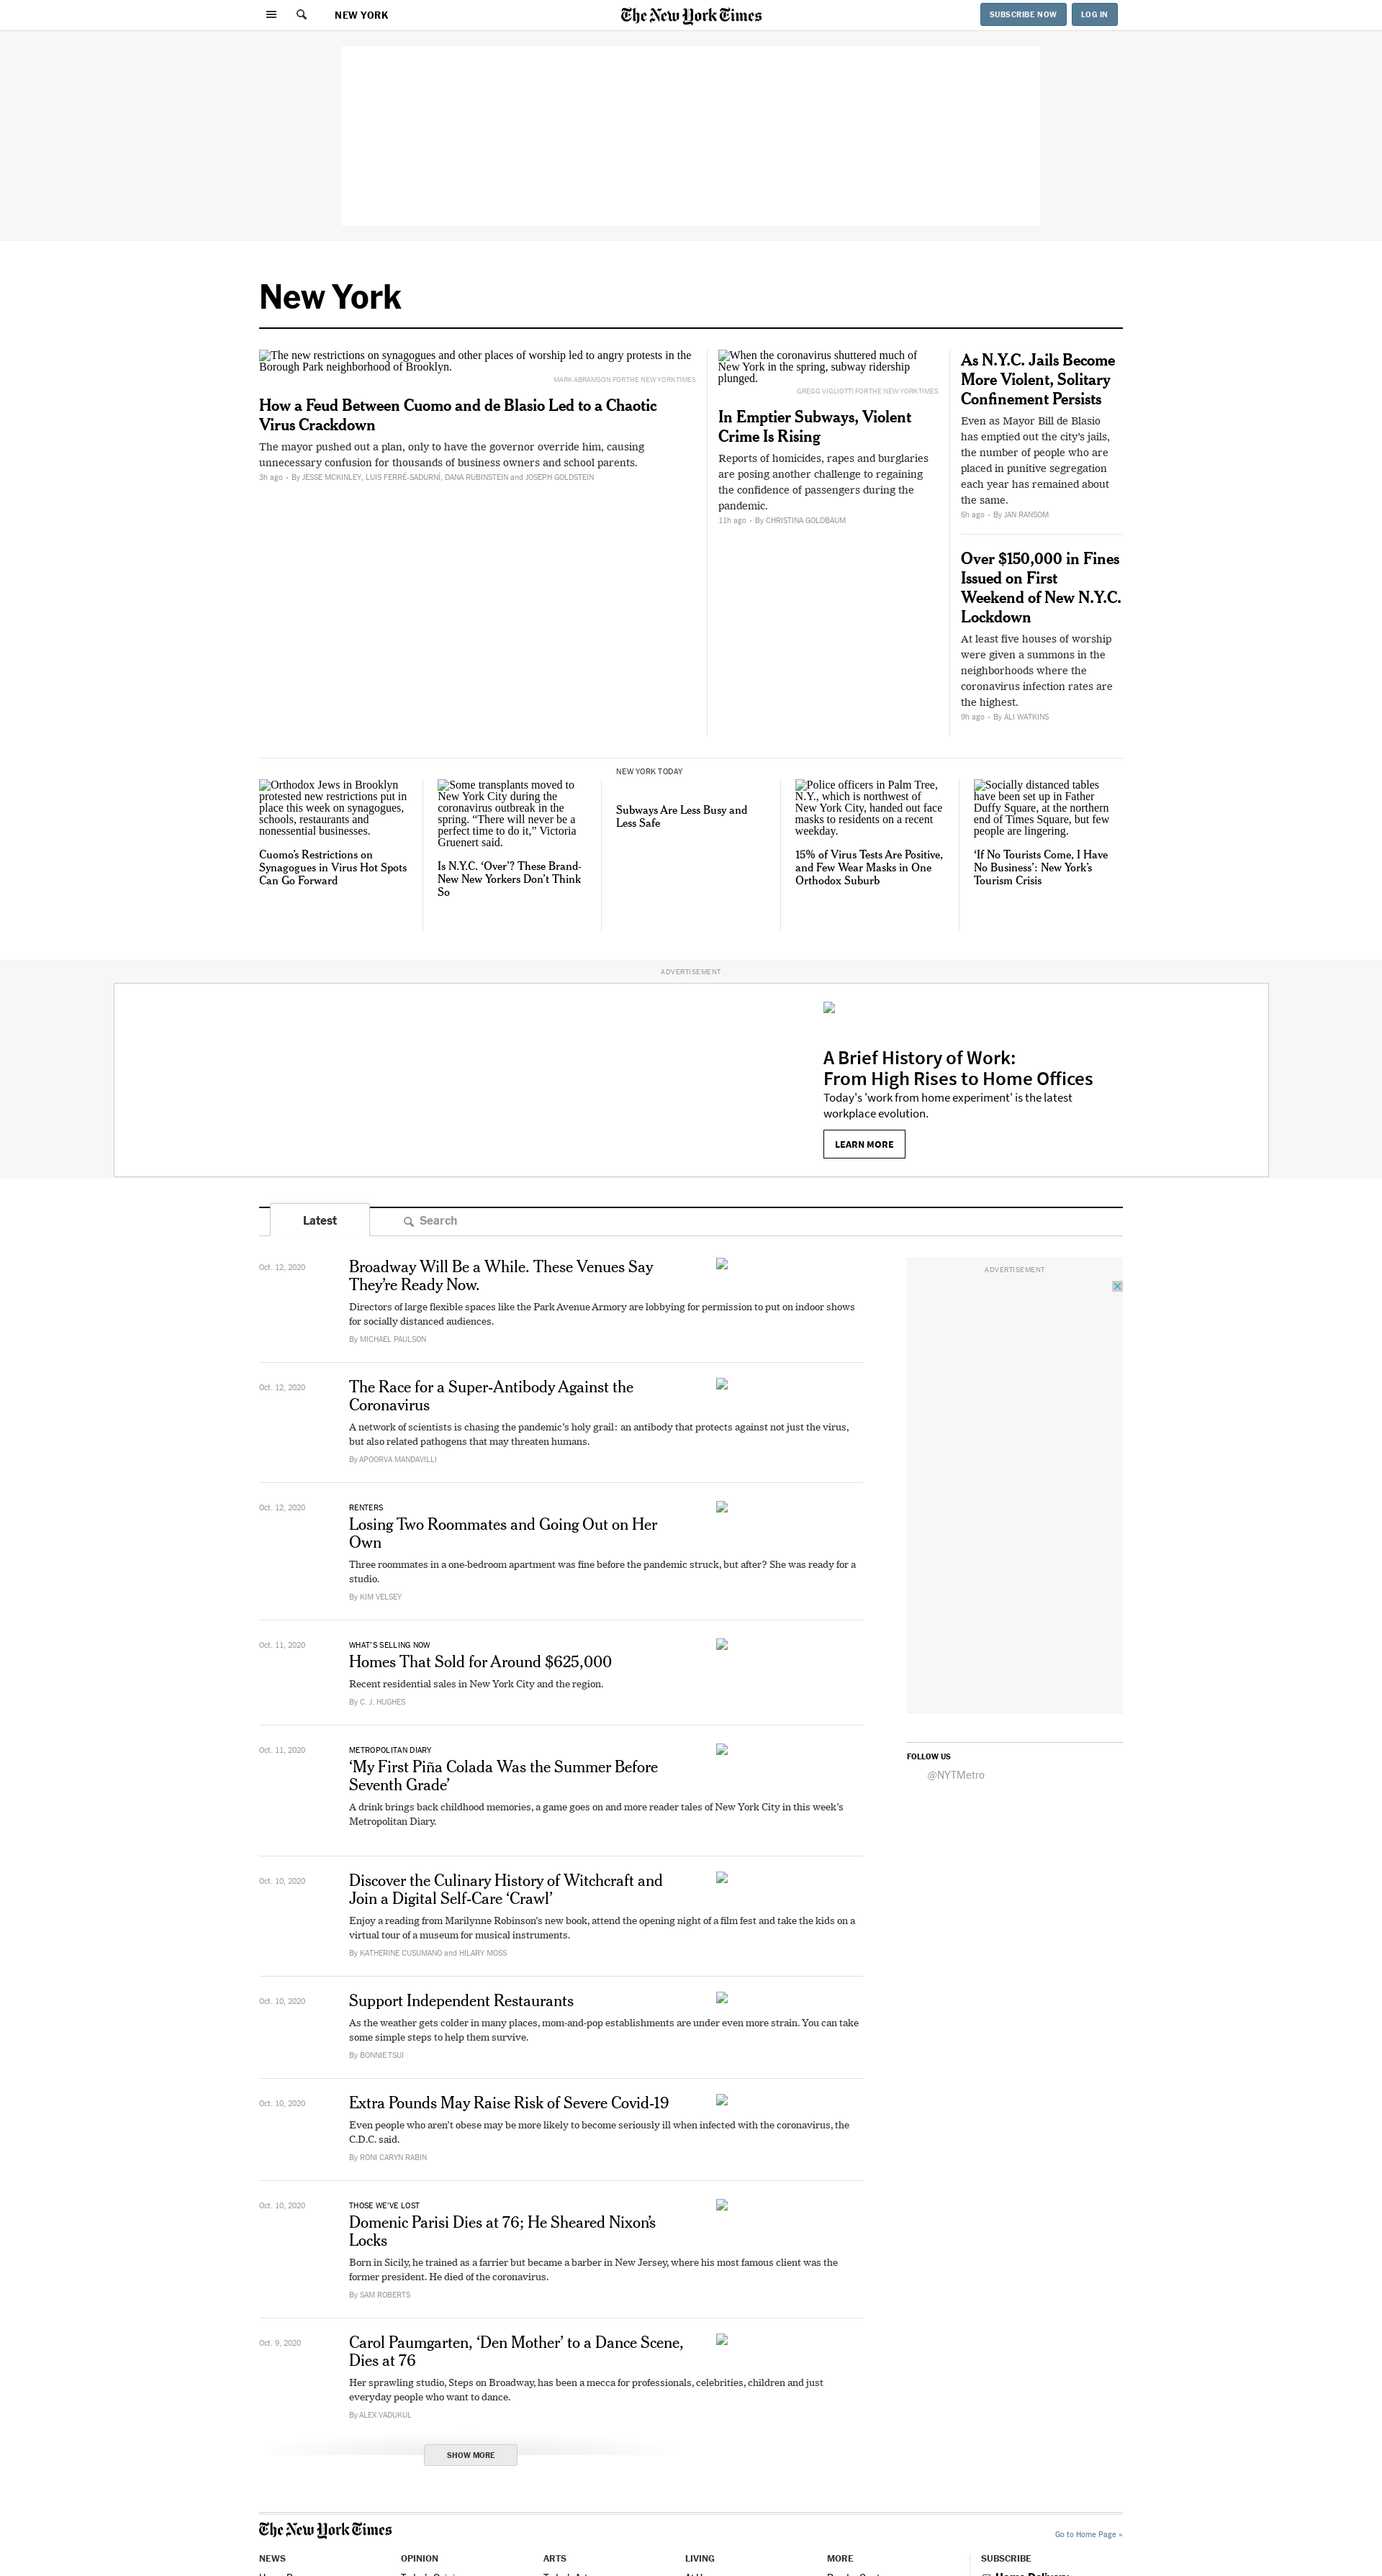 NEW YORK
The New York Times
SUBSCRIBE NOW
LOG IN
New York
The new restrictions on synagogues and other places of worship led to angry protests in the
Borough Park neighborhood of Brooklyn.
MARK ABRAMSON FOR THE NEW YORK TIMES
How a Feud Between Cuomo and de Blasio Led to a Chaotic
Virus Crackdown
The mayor pushed out a plan, only to have the governor override him, causing
unnecessary confusion for thousands of business owners and school parents.
3h ago • By JESSE MCKINLEY, LUIS FERRÉ-SADURNÍ, DANA RUBINSTEIN and JOSEPH GOLDSTEIN
When the coronavirus shuttered much of
New York in the spring, subway ridership
plunged.
GREGG VIGLIOTTI FOR THE NEW YORK TIMES
In Emptier Subways, Violent
Crime Is Rising
Reports of homicides, rapes and burglaries
are posing another challenge to regaining
the confidence of passengers during the
pandemic.
11h ago • By CHRISTINA GOLDBAUM
As N.Y.C. Jails Become
More Violent, Solitary
Confinement Persists
Even as Mayor Bill de Blasio
has emptied out the city’s jails,
the number of people who are
placed in punitive segregation
each year has remained about
the same.
6h ago • By JAN RANSOM
Over $150,000 in Fines
Issued on First
Weekend of New N.Y.C.
Lockdown
At least five houses of worship
were given a summons in the
neighborhoods where the
coronavirus infection rates are
the highest.
9h ago • By ALI WATKINS
Orthodox Jews in Brooklyn
protested new restrictions put in
place this week on synagogues,
schools, restaurants and
nonessential businesses.
Cuomo’s Restrictions on
Synagogues in Virus Hot Spots
Can Go Forward
Some transplants moved to
New York City during the
coronavirus outbreak in the
spring. “There will never be a
perfect time to do it,” Victoria
Gruenert said.
Is N.Y.C. ‘Over’? These Brand-
New New Yorkers Don’t Think
So
NEW YORK TODAY
Subways Are Less Busy and
Less Safe
Police officers in Palm Tree,
N.Y., which is northwest of
New York City, handed out face
masks to residents on a recent
weekday.
15% of Virus Tests Are Positive,
and Few Wear Masks in One
Orthodox Suburb
Socially distanced tables
have been set up in Father
Duffy Square, at the northern
end of Times Square, but few
people are lingering.
‘If No Tourists Come, I Have
No Business’: New York’s
Tourism Crisis
ADVERTISEMENT
A Brief History of Work:
From High Rises to Home Offices
Today's 'work from home experiment' is the latest
workplace evolution.
LEARN MORE
Latest
Search
Oct. 12, 2020
Broadway Will Be a While. These Venues Say
They’re Ready Now.
Directors of large flexible spaces like the Park Avenue Armory are lobbying for permission to put on indoor shows
for socially distanced audiences.
By MICHAEL PAULSON
ADVERTISEMENT
Oct. 12, 2020
The Race for a Super-Antibody Against the
Coronavirus
A network of scientists is chasing the pandemic’s holy grail: an antibody that protects against not just the virus,
but also related pathogens that may threaten humans.
By APOORVA MANDAVILLI
Oct. 12, 2020
RENTERS
Losing Two Roommates and Going Out on Her
Own
Three roommates in a one-bedroom apartment was fine before the pandemic struck, but after? She was ready for a
studio.
By KIM VELSEY
Oct. 11, 2020
WHAT’S SELLING NOW
Homes That Sold for Around $625,000
Recent residential sales in New York City and the region.
By C. J. HUGHES
Oct. 11, 2020
METROPOLITAN DIARY
‘My First Piña Colada Was the Summer Before
Seventh Grade’
A drink brings back childhood memories, a game goes on and more reader tales of New York City in this week’s
Metropolitan Diary.
FOLLOW US
@NYTMetro
Oct. 10, 2020
Discover the Culinary History of Witchcraft and
Join a Digital Self-Care ‘Crawl’
Enjoy a reading from Marilynne Robinson’s new book, attend the opening night of a film fest and take the kids on a
virtual tour of a museum for musical instruments.
By KATHERINE CUSUMANO and HILARY MOSS
Oct. 10, 2020
Support Independent Restaurants
As the weather gets colder in many places, mom-and-pop establishments are under even more strain. You can take
some simple steps to help them survive.
By BONNIE TSUI
Oct. 10, 2020
Extra Pounds May Raise Risk of Severe Covid-19
Even people who aren’t obese may be more likely to become seriously ill when infected with the coronavirus, the
C.D.C. said.
By RONI CARYN RABIN
Oct. 10, 2020
THOSE WE’VE LOST
Domenic Parisi Dies at 76; He Sheared Nixon’s
Locks
Born in Sicily, he trained as a farrier but became a barber in New Jersey, where his most famous client was the
former president. He died of the coronavirus.
By SAM ROBERTS
Oct. 9, 2020
Carol Paumgarten, ‘Den Mother’ to a Dance Scene,
Dies at 76
Her sprawling studio, Steps on Broadway, has been a mecca for professionals, celebrities, children and just
everyday people who want to dance.
By ALEX VADUKUL
SHOW MORE
The New York Times
Go to Home Page »
NEWS
OPINION
ARTS
LIVING
MORE
SUBSCRIBE